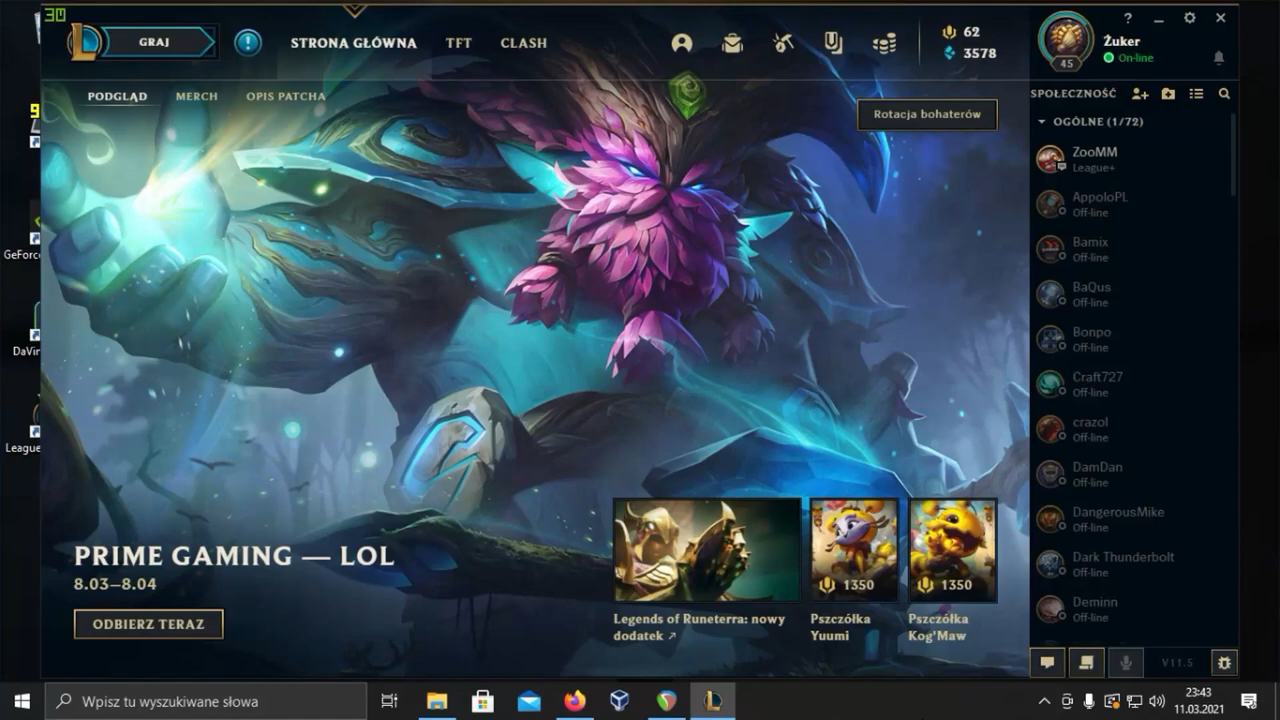 30
GRAJ
STRONA GŁÓWNA
TFT
CLASH
62
3578
?
45
Żuker
On-line
PODGLĄD
MERCH
OPIS PATCHA
Rotacja bohaterów
SPOŁECZNOŚĆ
OGÓLNE (1/72)
ZooMM
League+
AppoloPL
Off-line
Bamix
Off-line
BaQus
Off-line
Bonpo
Off-line
Craft727
Off-line
crazol
Off-line
DamDan
Off-line
DangerousMike
Off-line
Dark Thunderbolt
Off-line
Deminn
Off-line
GeForc
DaVin
League
PRIME GAMING — LOL
8.03—8.04
ODBIERZ TERAZ
1350
1350
Legends of Runeterra: nowy
dodatek ↗
Pszczółka
Yuumi
Pszczółka
Kog'Maw
V11.5
Wpisz tu wyszukiwane słowa
23:43
11.03.2021